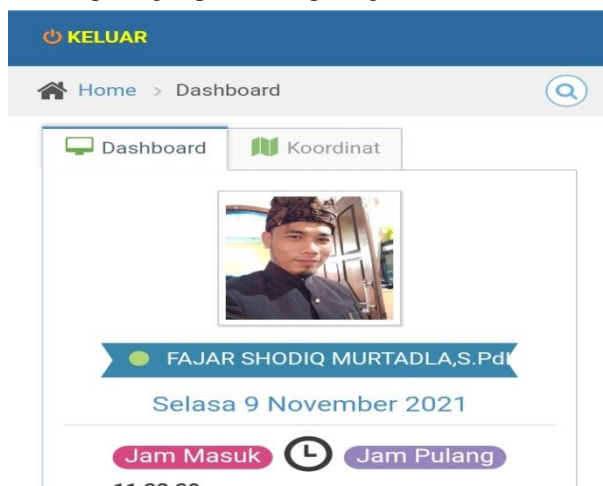 KELUAR
Home > Dashboard
Dashboard Koordinat
FAJAR SHODIQ MURTADLA,S.Pd
Selasa 9 November 2021
Jam Masuk Jam Pulang